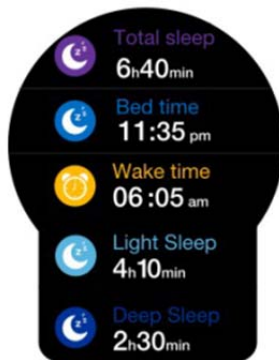 Total sleep
6h40min
Bed time
11:35 pm
Wake time
06:05 am
Light Sleep
4h10min
Deep Sleep
2h30min